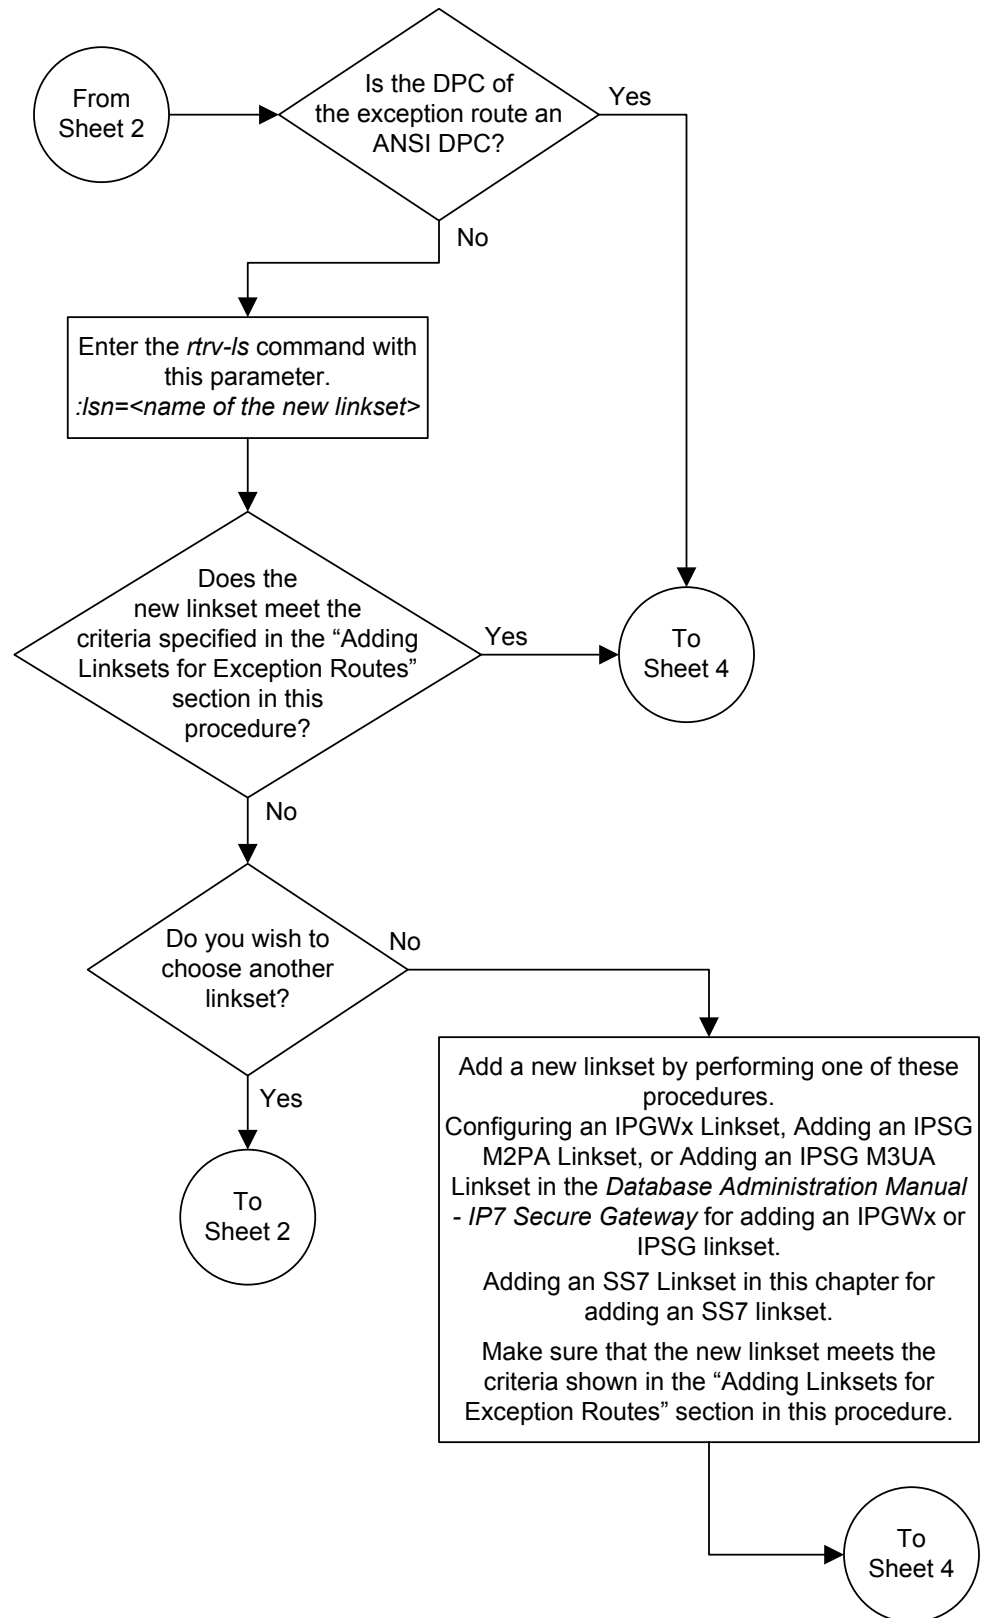 From
Sheet 2
Is the DPC of
the exception route an
ANSI DPC?
Yes
No
Enter the rtrv-ls command with
this parameter.
:lsn=<name of the new linkset>
Does the
new linkset meet the
criteria specified in the “Adding
Linksets for Exception Routes”
section in this
procedure?
Yes
To
Sheet 4
No
Do you wish to
choose another
linkset?
No
Yes
To
Sheet 2
Add a new linkset by performing one of these
procedures.
Configuring an IPGWx Linkset, Adding an IPSG
M2PA Linkset, or Adding an IPSG M3UA
Linkset in the Database Administration Manual
- IP7 Secure Gateway for adding an IPGWx or
IPSG linkset.
Adding an SS7 Linkset in this chapter for
adding an SS7 linkset.
Make sure that the new linkset meets the
criteria shown in the “Adding Linksets for
Exception Routes” section in this procedure.
To
Sheet 4